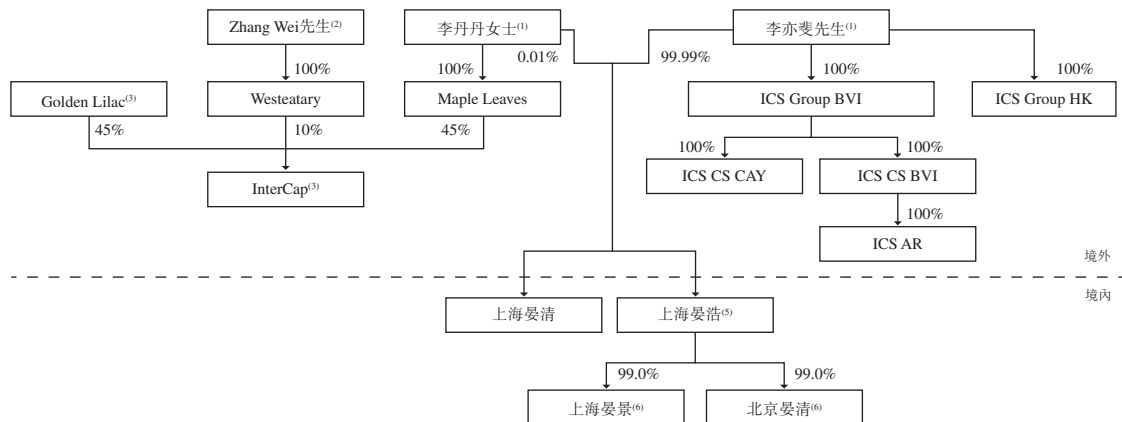 Zhang Wei先生(2)
李丹丹女士(1)
李亦斐先生(1)
0.01%
99.99%
100%
100%
100%
100%
Golden Lilac(3)
Westeatary
Maple Leaves
ICS Group BVI
ICS Group HK
45%
10%
45%
100%
100%
InterCap(3)
ICS CS CAY
ICS CS BVI
100%
ICS AR
境外
境內
上海晏清
上海晏浩(5)
99.0%
99.0%
上海晏景(6)
北京晏清(6)